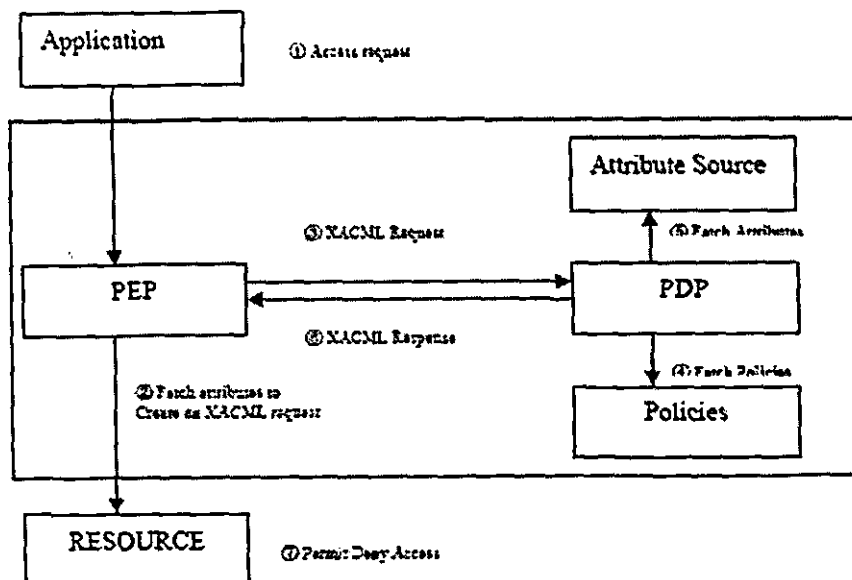 Application
① Access request
Attribute Source
③ XACML Request
⑤ Fetch Attributes
PEP
PDP
⑥ XACML Response
④ Fetch Policies
② Fetch attributes to
Create an XACML request
Policies
RESOURCE
⑦ Permit Deny Access